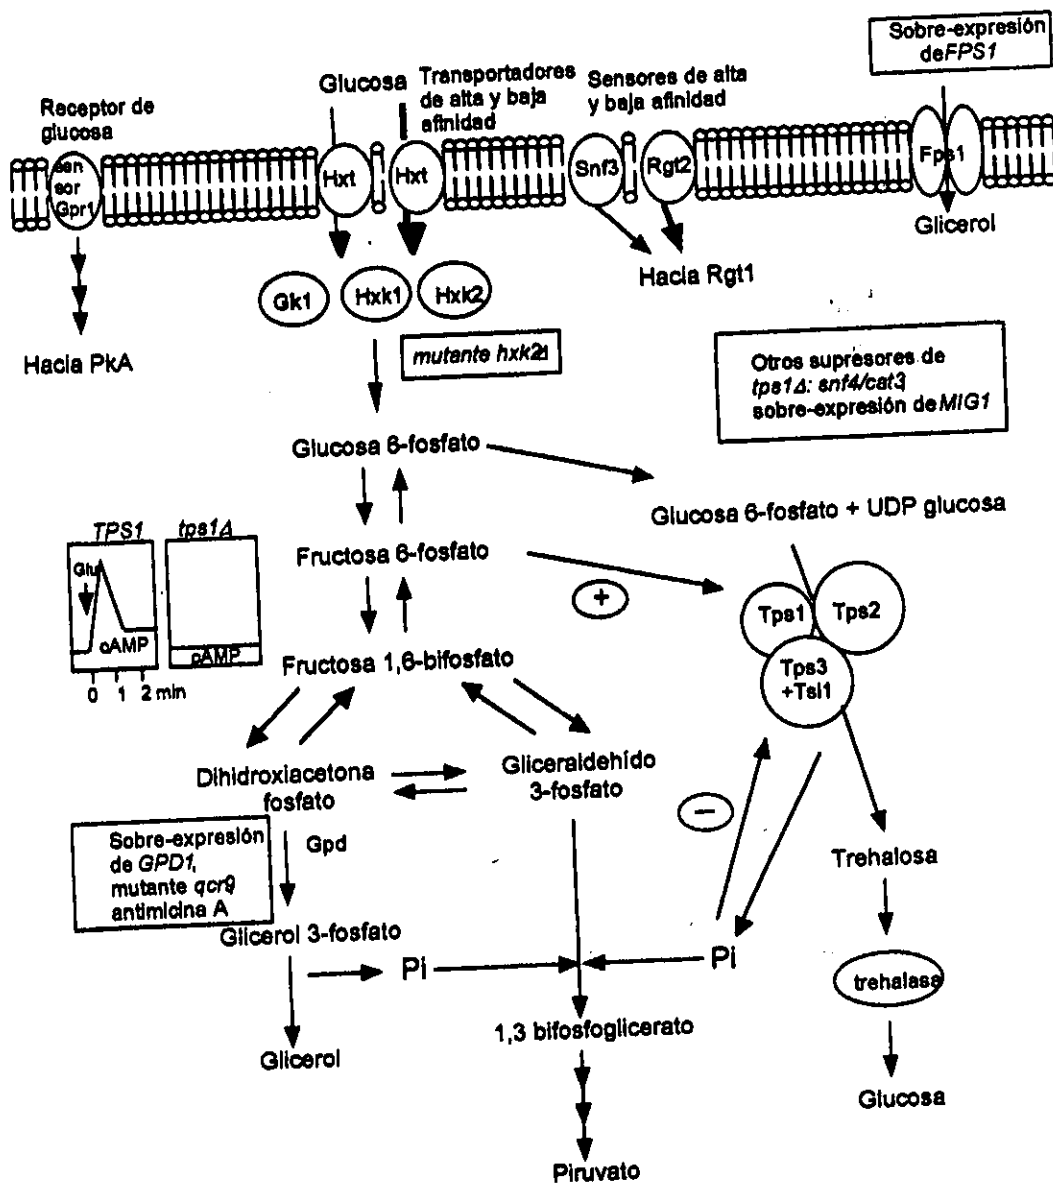 Sobre-expresión
de FPS1
Receptor de
glucosa
Glucosa
Transportadores
de alta y baja
afinidad
Sensores de alta
y baja afinidad
sen
sor
Gpr1
Hxt
Hxt
Snf3
Rgt2
Fps1
Glicerol
Hacia Rgt1
Gk1
Hxk1
Hxk2
Hacia PkA
mutante hxk2Δ
Otros supresores de
tps1Δ: snf4/cat3,
sobre-expresión de MIG1
Glucosa 6-fosfato
Glucosa 6-fosfato + UDP glucosa
TPS1
tps1Δ
Glu
cAMP
cAMP
0 1 2 min
Fructosa 6-fosfato
+
Tps1
Tps2
Tps3
+Tsl1
Fructosa 1,6-bifosfato
Dihidroxiacetona
fosfato
Gliceraldehído
3-fosfato
−
Sobre-expresión
de GPD1,
mutante qcr9
antimicina A
Gpd
Trehalosa
Glicerol 3-fosfato
Pi
Pi
trehalasa
1,3 bifosfoglicerato
Glicerol
Glucosa
Piruvato